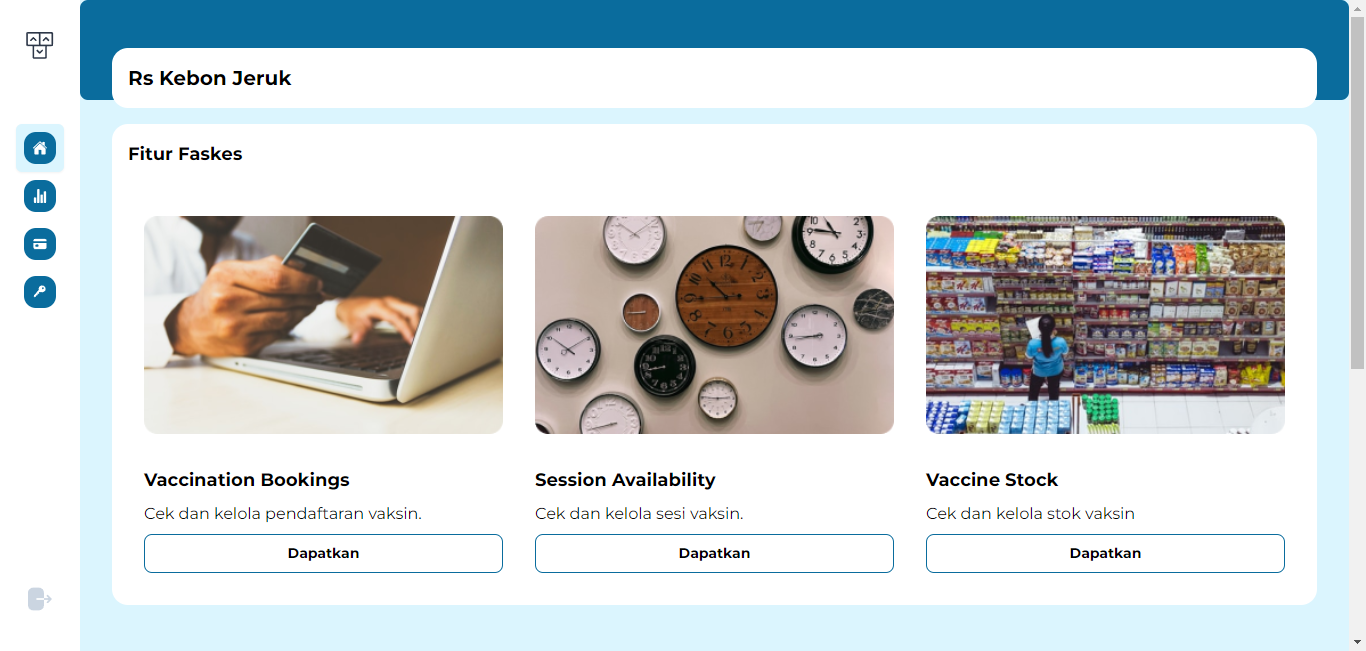 Rs Kebon Jeruk
Fitur Faskes
Vaccination Bookings
Cek dan kelola pendaftaran vaksin.
Dapatkan
Session Availability
Cek dan kelola sesi vaksin.
Dapatkan
Vaccine Stock
Cek dan kelola stok vaksin
Dapatkan